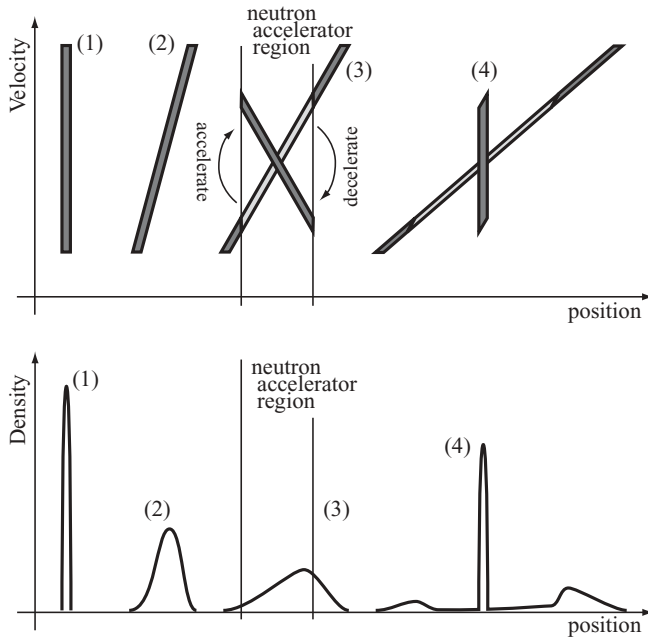 neutron
accelerator
region
(1)
(2)
(3)
(4)
Velocity
accelerate
decelerate
position
neutron
accelerator
region
(1)
(2)
(3)
(4)
Density
position